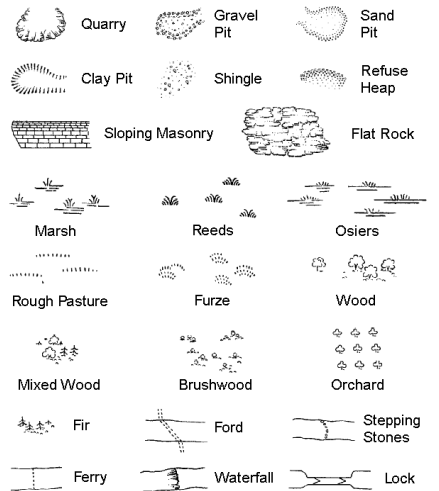 Quarry
Gravel
Pit
Sand
Pit
Clay Pit
Shingle
Refuse
Heap
Sloping Masonry
Flat Rock
Marsh
Reeds
Osiers
Rough Pasture
Furze
Wood
Mixed Wood
Brushwood
Orchard
Fir
Ford
Stepping
Stones
Ferry
Waterfall
Lock